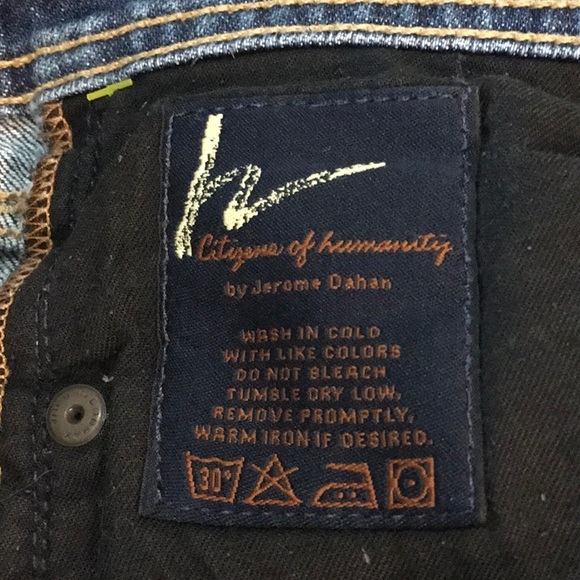 h
Citizens of humanity
by Jerome Dahan
WASH IN COLD
WITH LIKE COLORS
DO NOT BLEACH
TUMBLE DRY LOW,
REMOVE PROMPTLY,
WARM IRON IF DESIRED.
30°